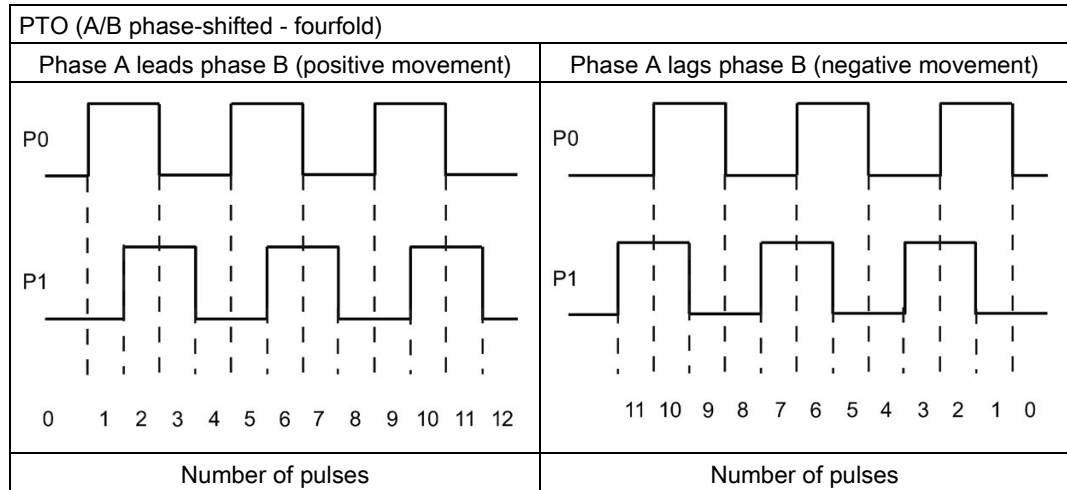 PTO (A/B phase-shifted - fourfold)
Phase A leads phase B (positive movement)
Phase A lags phase B (negative movement)
P0
P1
0 1 2 3 4 5 6 7 8 9 10 11 12
P0
P1
11 10 9 8 7 6 5 4 3 2 1 0
Number of pulses
Number of pulses